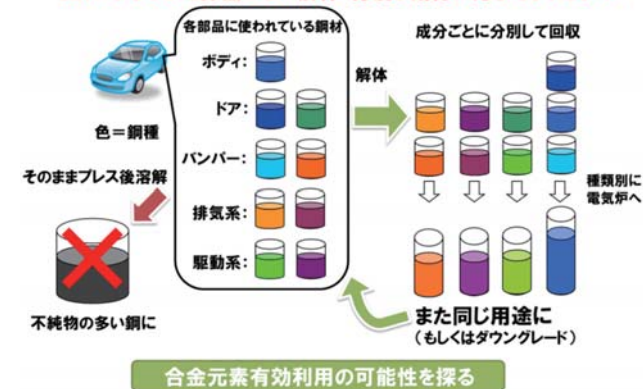 各部品に使われている鋼材
ボディ:
ドア:
バンパー:
排気系:
駆動系:
色=鋼種
そのままプレス後溶解
不純物の多い鋼に
解体
成分ごとに分別して回収
種類別に
電気炉へ
また同じ用途に
(もしくはダウングレード)
合金元素有効利用の可能性を探る